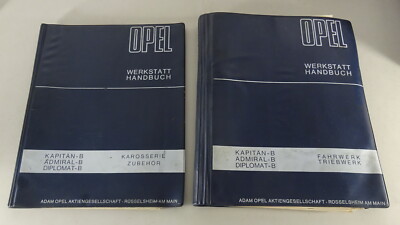 OPEL
WERKSTATT
HANDBUCH
KAPITÄN-B
ADMIRAL-B
DIPLOMAT-B
KAROSSERIE
ZUBEHÖR
ADAM OPEL AKTIENGESELLSCHAFT · RÜSSELSHEIM AM MAIN
OPEL
WERKSTATT
HANDBUCH
KAPITÄN-B
ADMIRAL-B
DIPLOMAT-B
FAHRWERK
TRIEBWERK
ADAM OPEL AKTIENGESELLSCHAFT · RÜSSELSHEIM AM MAIN